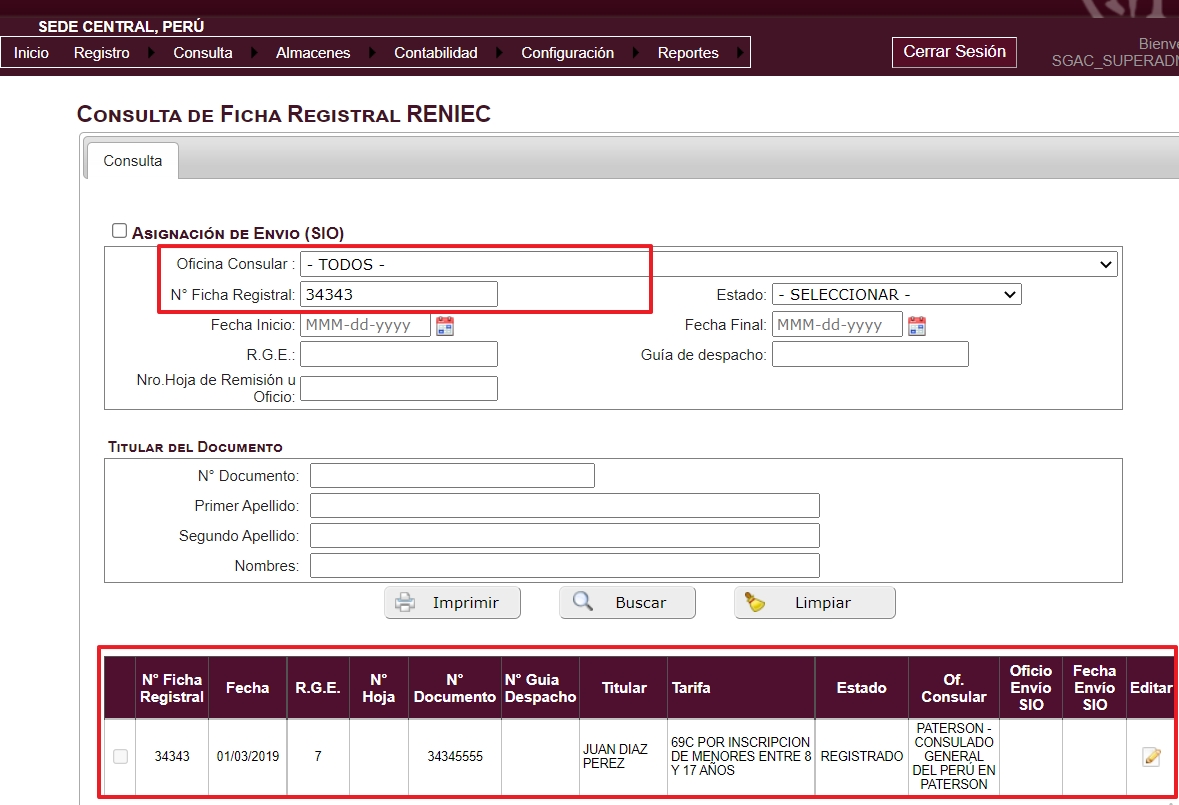 SEDE CENTRAL, PERÚ
Inicio Registro Consulta Almacenes Contabilidad Configuración Reportes
Cerrar Sesión
Bienve
SGAC_SUPERADM
CONSULTA DE FICHA REGISTRAL RENIEC
Consulta
ASIGNACIÓN DE ENVIO (SIO)
Oficina Consular : - TODOS -
N° Ficha Registral: 34343 Estado: - SELECCIONAR -
Fecha Inicio: MMM-dd-yyyy Fecha Final: MMM-dd-yyyy
R.G.E.: Guía de despacho:
Nro.Hoja de Remisión u
Oficio:
TITULAR DEL DOCUMENTO
N° Documento:
Primer Apellido:
Segundo Apellido:
Nombres:
Imprimir Buscar Limpiar
N° Ficha Registral Fecha R.G.E. N° Hoja N° Documento N° Guia Despacho Titular Tarifa Estado Of. Consular Oficio Envío SIO Fecha Envío SIO Editar
34343 01/03/2019 7 34345555 JUAN DIAZ PEREZ 69C POR INSCRIPCION DE MENORES ENTRE 8 Y 17 AÑOS REGISTRADO PATERSON - CONSULADO GENERAL DEL PERÚ EN PATERSON